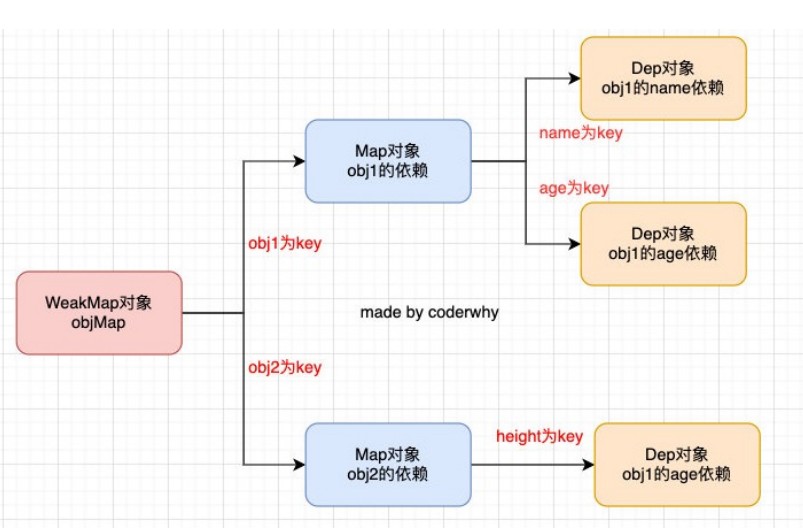 Dep对象
obj1的name依赖
name为key
Map对象
obj1的依赖
age为key
Dep对象
obj1的age依赖
obj1为key
WeakMap对象
objMap
made by coderwhy
obj2为key
height为key
Map对象
obj2的依赖
Dep对象
obj1的age依赖